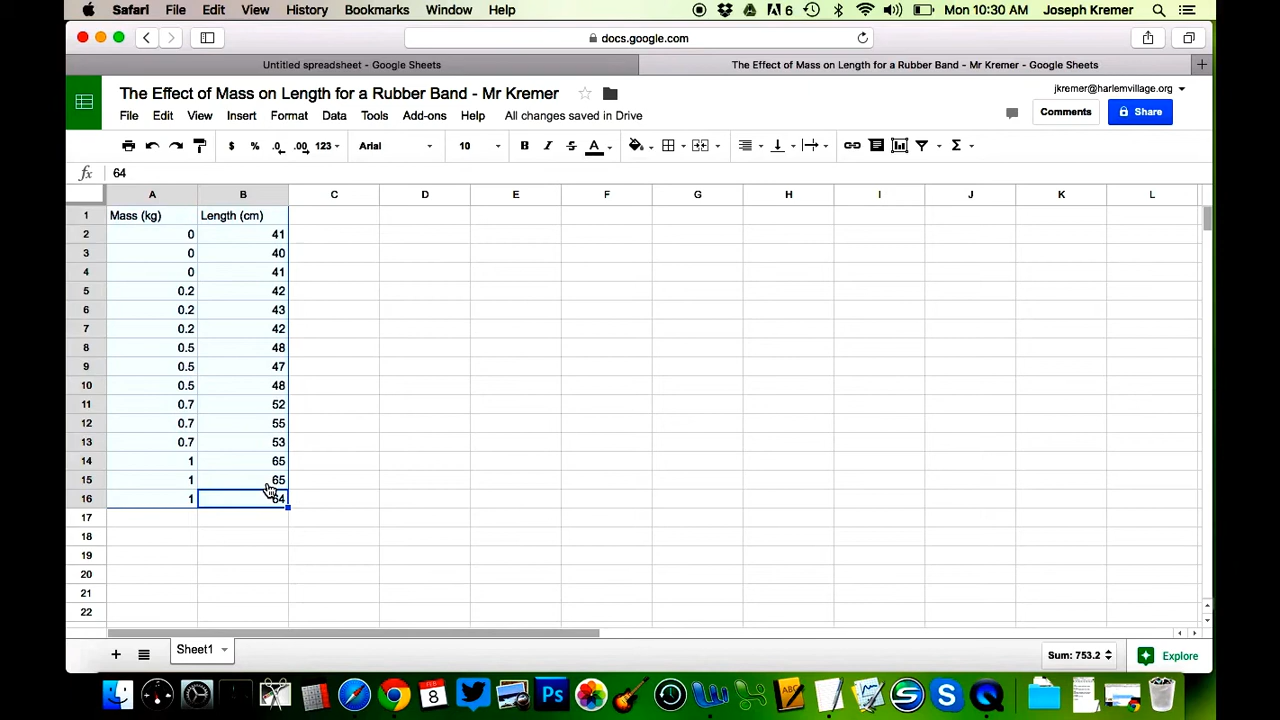 Safari File Edit View History Bookmarks Window Help 6 Mon 10:30 AM Joseph Kremer
docs.google.com
Untitled spreadsheet - Google Sheets The Effect of Mass on Length for a Rubber Band - Mr Kremer - Google Sheets +
The Effect of Mass on Length for a Rubber Band - Mr Kremer jkremer@harlemvillage.org
File Edit View Insert Format Data Tools Add-ons Help All changes saved in Drive Comments Share
$ % .0 .00 123 Arial 10 B I S A Σ
fx 64
A B C D E F G H I J K L
1 Mass (kg) Length (cm)
2 0 41
3 0 40
4 0 41
5 0.2 42
6 0.2 43
7 0.2 42
8 0.5 48
9 0.5 47
10 0.5 48
11 0.7 52
12 0.7 55
13 0.7 53
14 1 65
15 1 65
16 1 64
17
18
19
20
21
22
+ Sheet1 Sum: 753.2 Explore
FEB 8 Ps ABC S